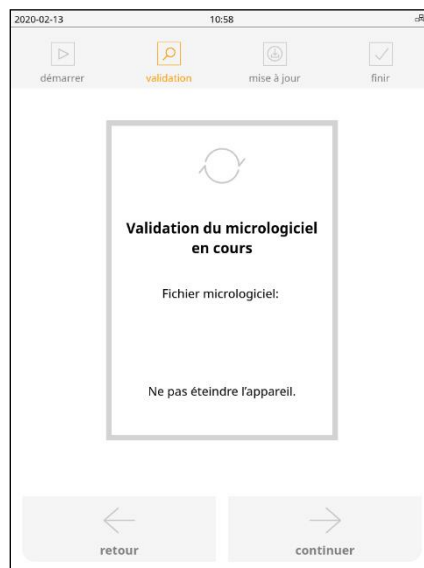 2020-02-13 10:58
démarrer validation mise à jour finir
Validation du micrologiciel
en cours
Fichier micrologiciel:
Ne pas éteindre l'appareil.
retour continuer